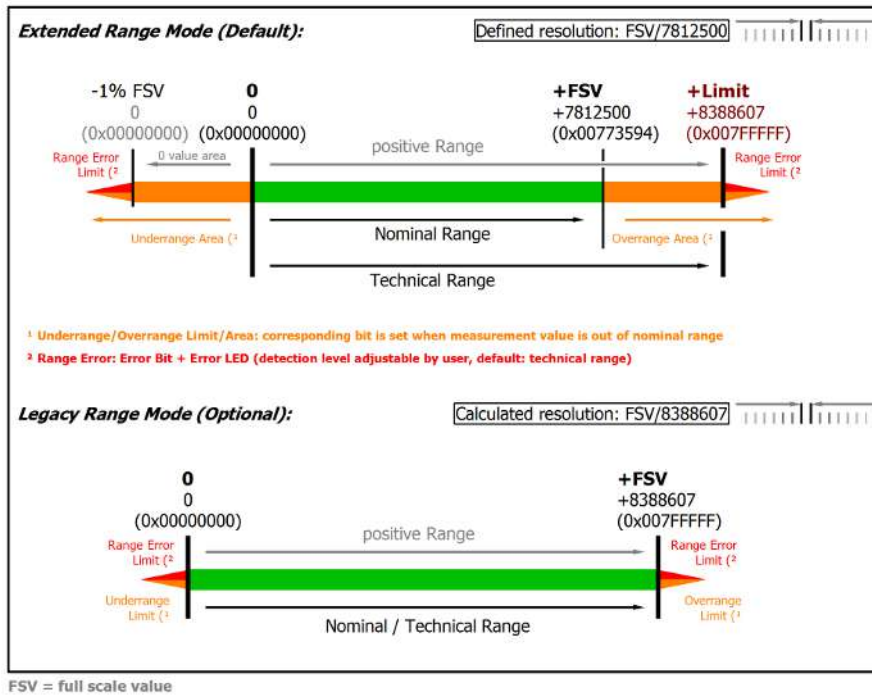 Extended Range Mode (Default):
Defined resolution: FSV/7812500
-1% FSV
0
(0x00000000)
0
0
(0x00000000)
+FSV
+7812500
(0x00773594)
+Limit
+8388607
(0x007FFFFF)
Range Error
Limit (²
0 value area
positive Range
Range Error
Limit (²
Underrange Area (¹
Nominal Range
Overrange Area (¹
Technical Range
¹ Underrange/Overrange Limit/Area: corresponding bit is set when measurement value is out of nominal range
² Range Error: Error Bit + Error LED (detection level adjustable by user, default: technical range)
Legacy Range Mode (Optional):
Calculated resolution: FSV/8388607
0
0
(0x00000000)
+FSV
+8388607
(0x007FFFFF)
Range Error
Limit (²
positive Range
Range Error
Limit (²
Underrange
Limit (¹
Nominal / Technical Range
Overrange
Limit (¹
FSV = full scale value